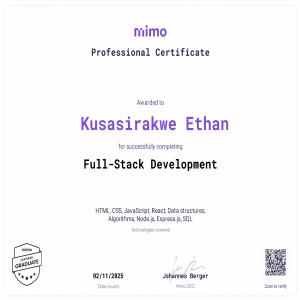 mimo
Professional Certificate
Awarded to
Kusasirakwe Ethan
for successfully completing
Full-Stack Development
HTML, CSS, JavaScript, React, Data structures,
Algorithms, Node.js, Express.js, SQL
Technologies covered
mimo
CERTIFIED
GRADUATE
02/11/2025
Date issued
Johannes Berger
Mimo CEO
Scan to verify